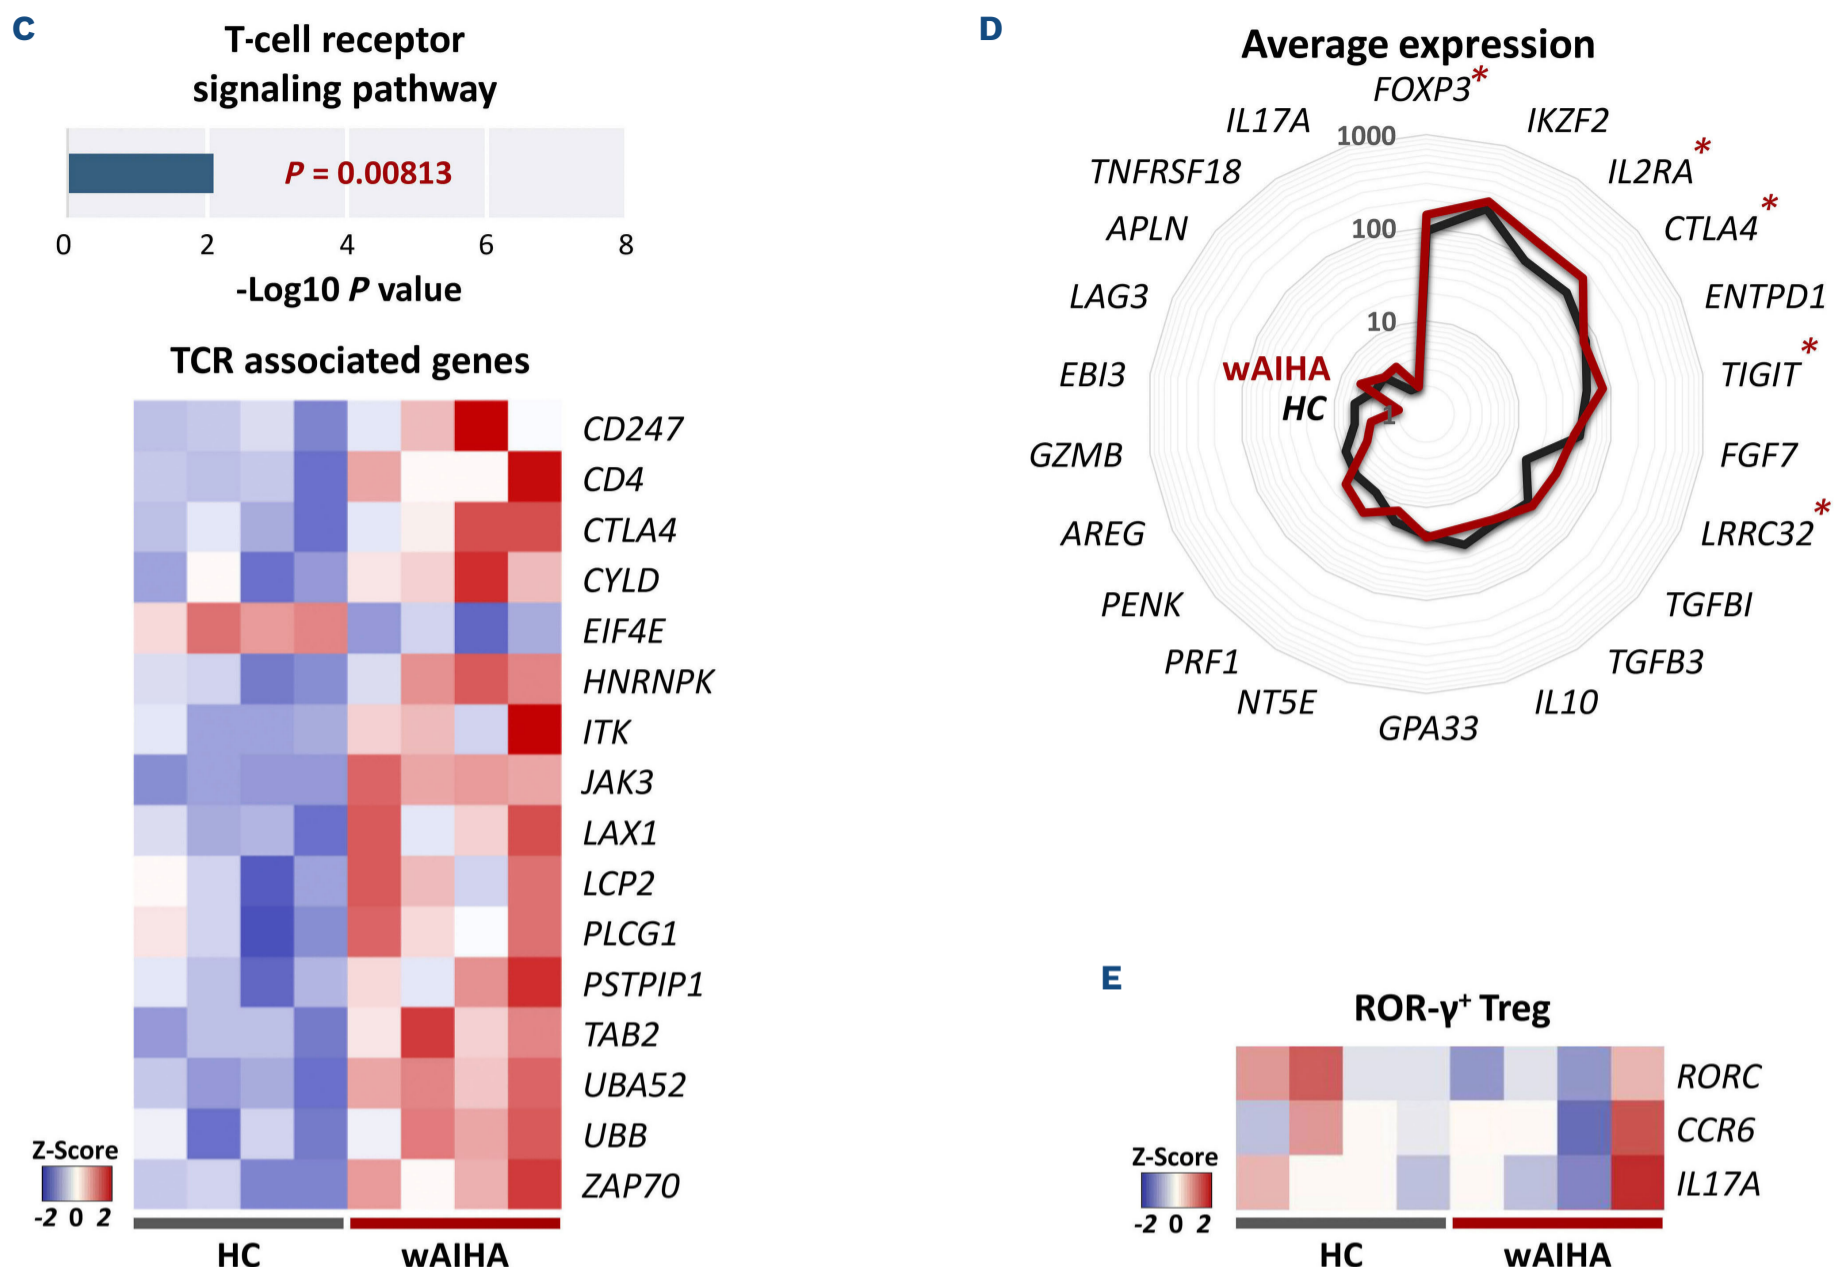 C
T-cell receptor
signaling pathway
P = 0.00813
0 2 4 6 8
-Log10 P value
TCR associated genes
CD247
CD4
CTLA4
CYLD
EIF4E
HNRNPK
ITK
JAK3
LAX1
LCP2
PLCG1
PSTPIP1
TAB2
UBA52
UBB
ZAP70
Z-Score
-2 0 2
HC wAIHA
D
Average expression
FOXP3*
IKZF2
IL2RA*
CTLA4*
ENTPD1
TIGIT*
FGF7
LRRC32*
TGFBI
TGFB3
IL10
GPA33
NT5E
PRF1
PENK
AREG
GZMB
EBI3
LAG3
APLN
TNFRSF18
IL17A
1000
100
10
1
wAIHA
HC
E
ROR-γ+ Treg
RORC
CCR6
IL17A
Z-Score
-2 0 2
HC wAIHA